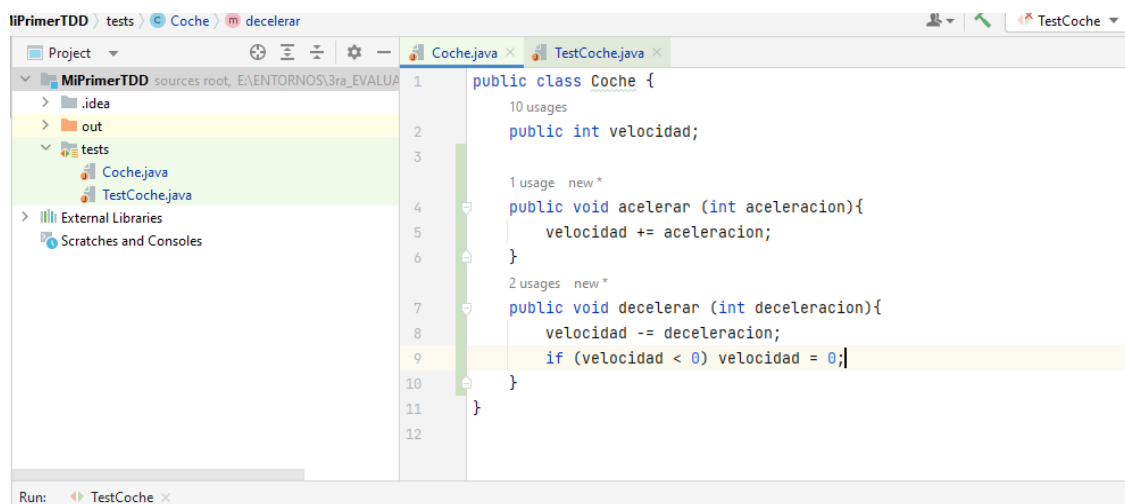 MiPrimerTDD tests Coche decelerar TestCoche
Project Coche.java TestCoche.java
MiPrimerTDD sources root, E:\ENTORNOS\3ra_EVALUA
.idea
out
tests
Coche.java
TestCoche.java
External Libraries
Scratches and Consoles
1 public class Coche {
10 usages
2 public int velocidad;
3
1 usage new *
4 public void acelerar (int aceleracion){
5 velocidad += aceleracion;
6 }
2 usages new *
7 public void decelerar (int deceleracion){
8 velocidad -= deceleracion;
9 if (velocidad < 0) velocidad = 0;
10 }
11 }
12
Run: TestCoche